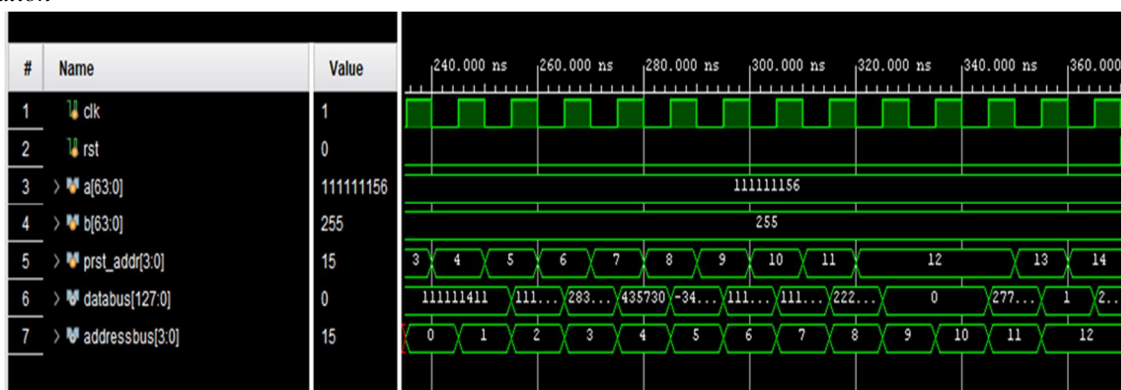 # Name Value 240.000 ns 260.000 ns 280.000 ns 300.000 ns 320.000 ns 340.000 ns 360.000
1 clk 1
2 rst 0
3 > a[63:0] 111111156 111111156
4 > b[63:0] 255 255
5 > prst_addr[3:0] 15 3 4 5 6 7 8 9 10 11 12 13 14
6 > databus[127:0] 0 111111411 111... 283... 435730 -34... 111... 111... 222... 0 277... 1 2..
7 > addressbus[3:0] 15 0 1 2 3 4 5 6 7 8 9 10 11 12